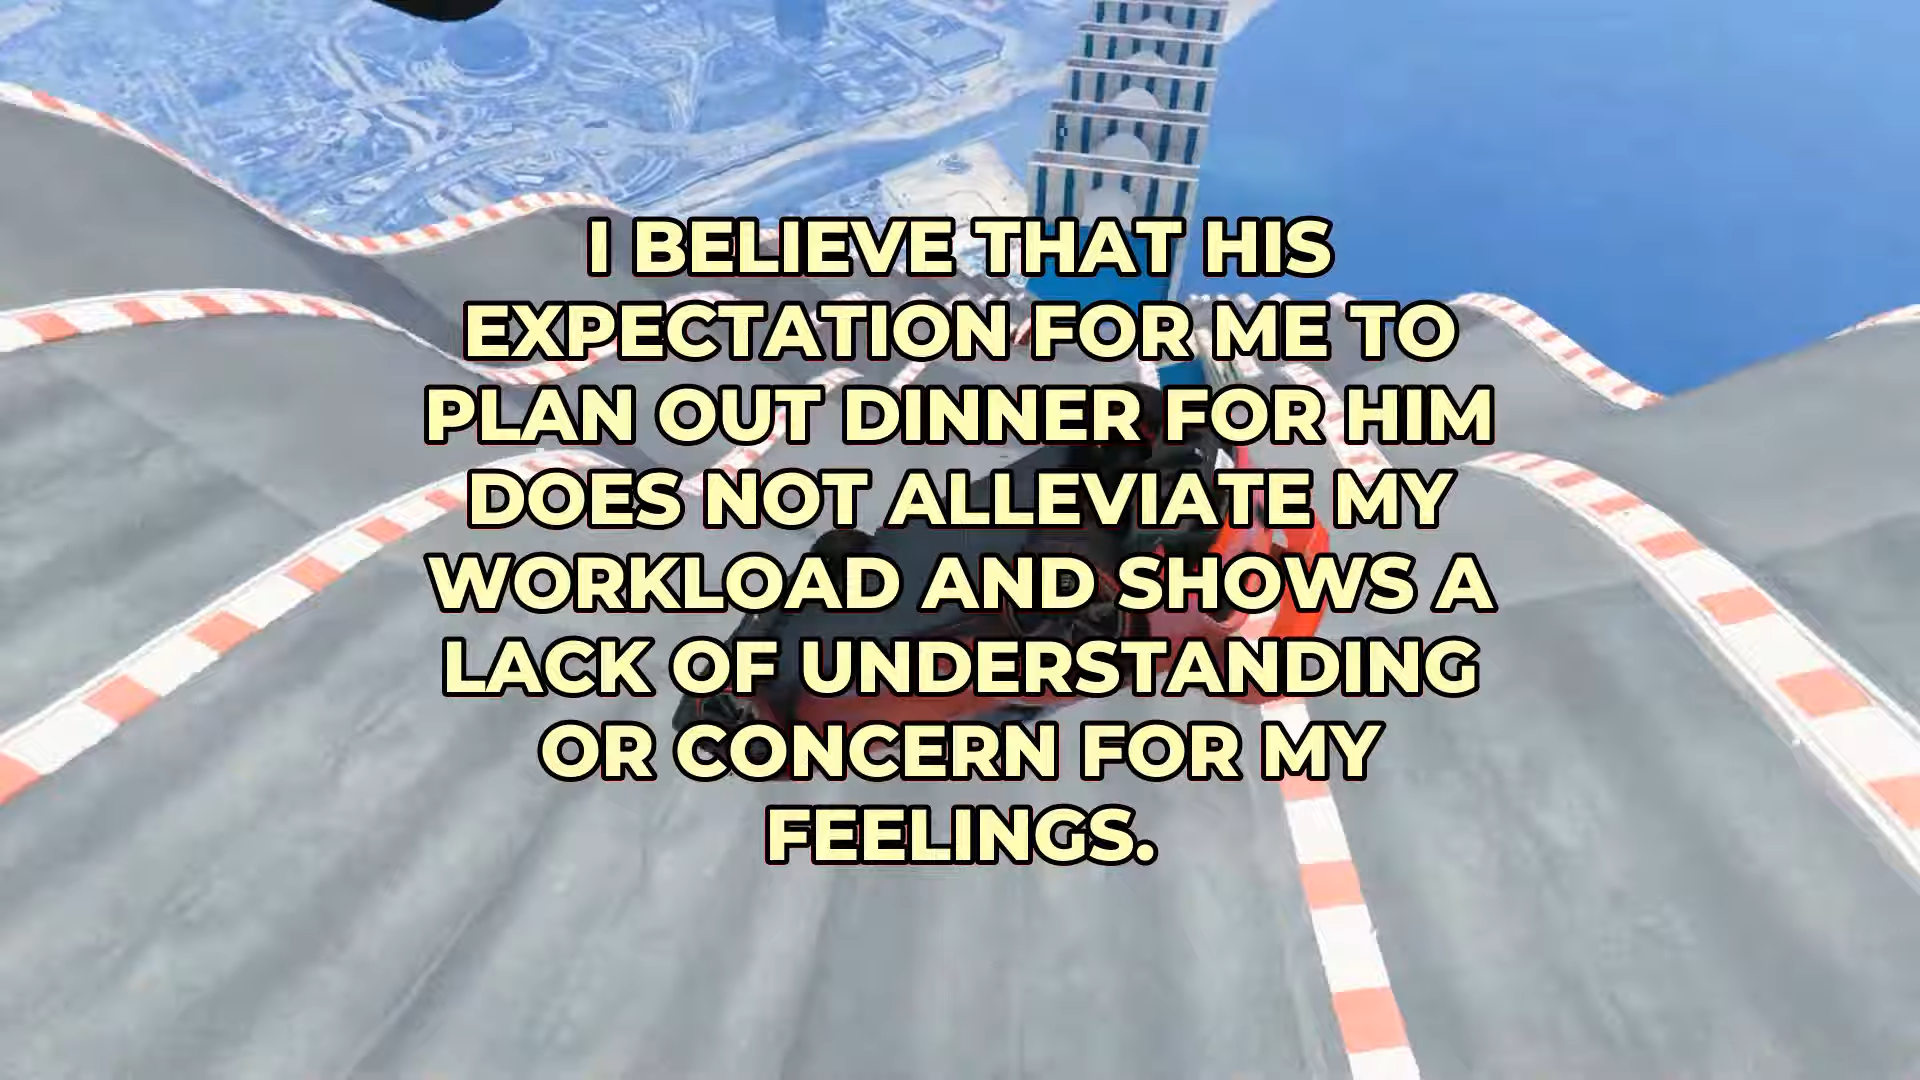 I BELIEVE THAT HIS
EXPECTATION FOR ME TO
PLAN OUT DINNER FOR HIM
DOES NOT ALLEVIATE MY
WORKLOAD AND SHOWS A
LACK OF UNDERSTANDING
OR CONCERN FOR MY
FEELINGS.